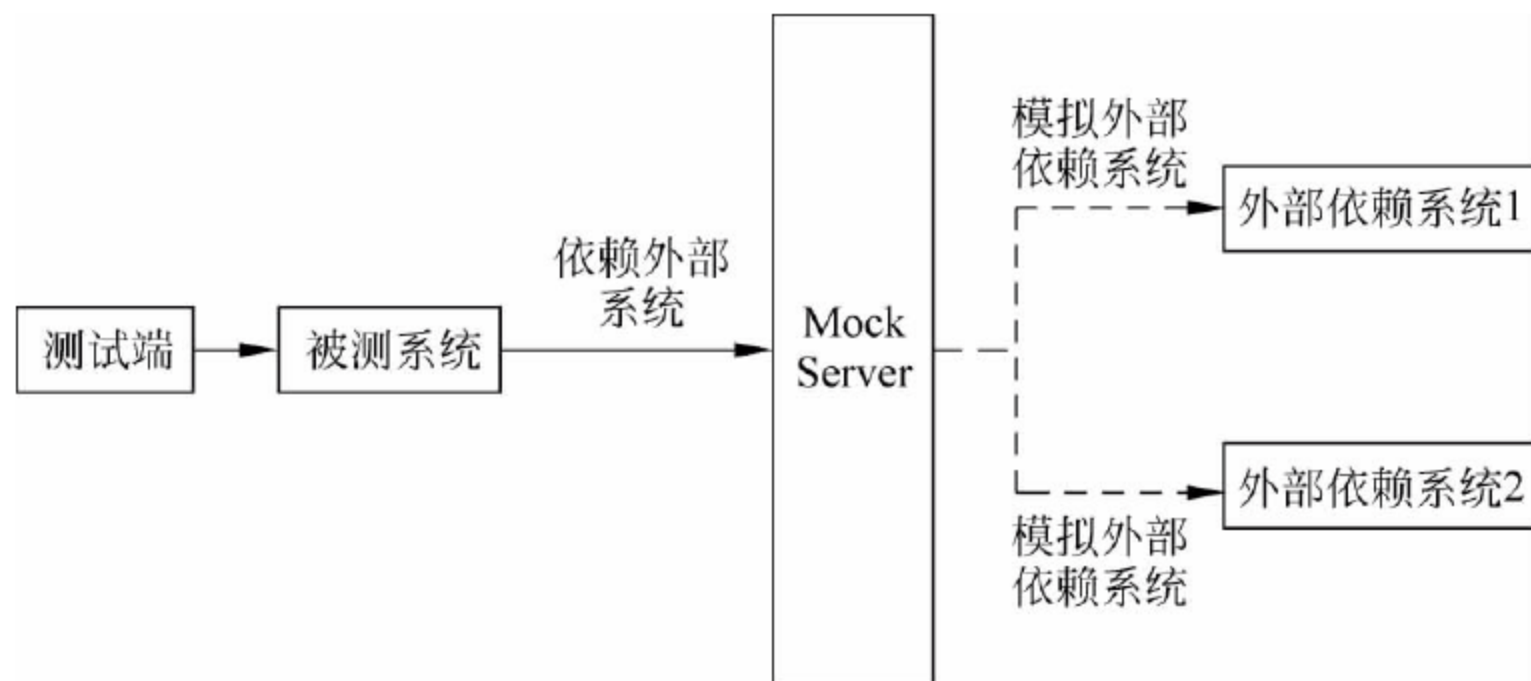 测试端
被测系统
依赖外部
系统
Mock
Server
模拟外部
依赖系统
外部依赖系统1
外部依赖系统2
模拟外部
依赖系统